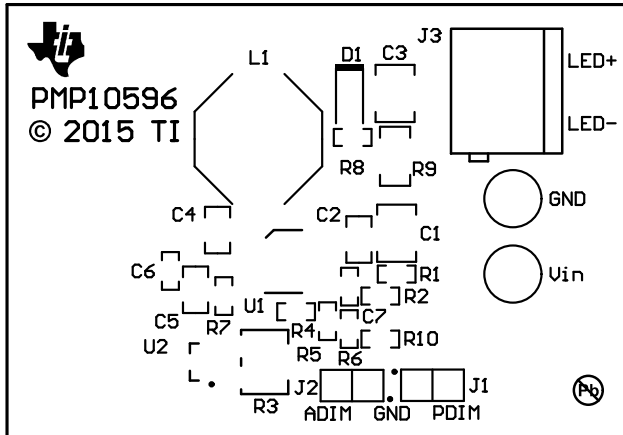 J3
L1
D1
C3
LED+
PMP10596
© 2015 TI
LED-
R8
R9
GND
C4
C2
C1
C6
R1
Vin
R2
C5
R7
U1
R4
C7
U2
R5
R6
R10
J2
J1
R3
ADIM
GND
PDIM
Pb